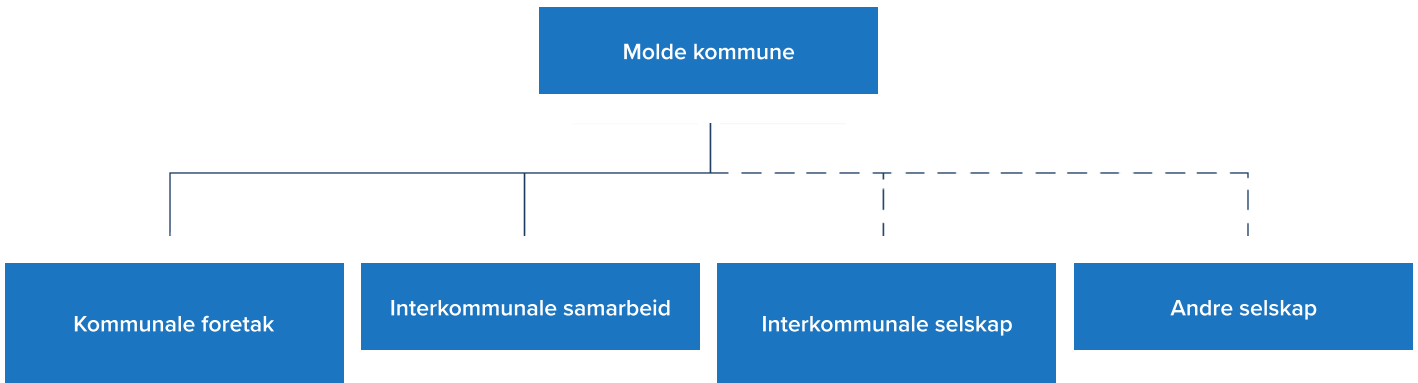 Molde kommune
Kommunale foretak
Interkommunale samarbeid
Interkommunale selskap
Andre selskap